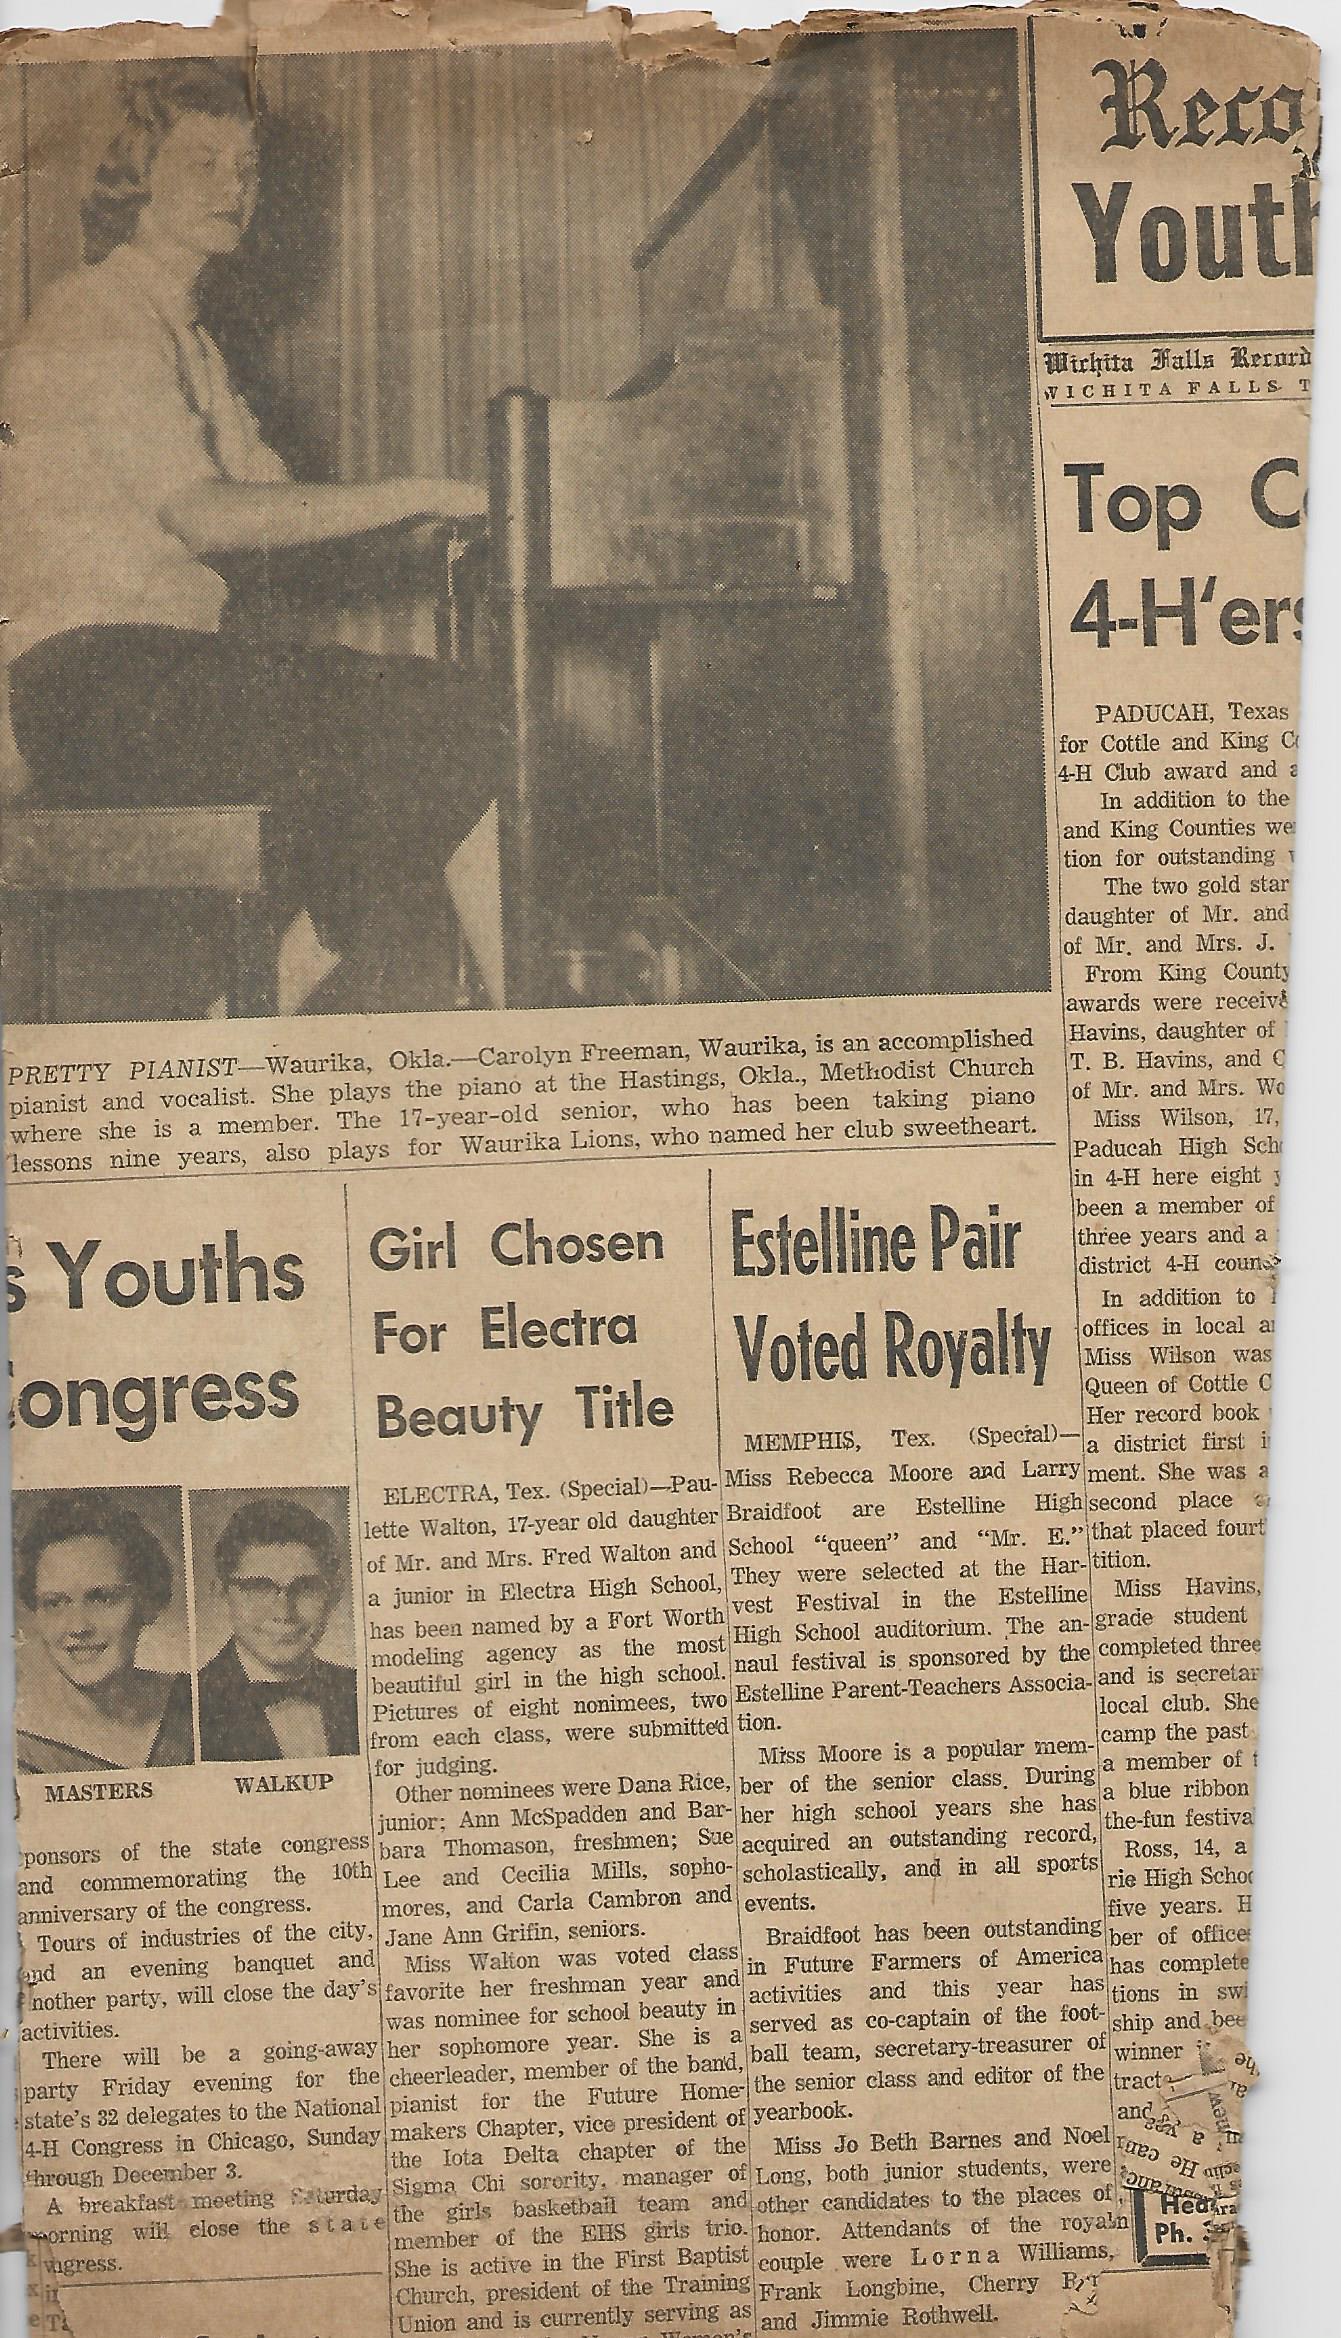 Reco
Youth
Wichita Falls Record
WICHITA FALLS T
PRETTY PIANIST—Waurika, Okla.—Carolyn Freeman, Waurika, is an accomplished
pianist and vocalist. She plays the piano at the Hastings, Okla., Methodist Church
where she is a member. The 17-year-old senior, who has been taking piano
lessons nine years, also plays for Waurika Lions, who named her club sweetheart.
s Youths
ongress
MASTERS WALKUP
ponsors of the state congress
and commemorating the 10th
anniversary of the congress.
Tours of industries of the city,
and an evening banquet and
nother party, will close the day's
activities.
There will be a going-away
party Friday evening for the
state's 32 delegates to the National
4-H Congress in Chicago, Sunday
through December 3.
A breakfast meeting Saturday
morning will close the state
ngress.
Girl Chosen
For Electra
Beauty Title
ELECTRA, Tex. (Special)—Pau-
lette Walton, 17-year old daughter
of Mr. and Mrs. Fred Walton and
a junior in Electra High School,
has been named by a Fort Worth
modeling agency as the most
beautiful girl in the high school.
Pictures of eight nonimees, two
from each class, were submitted
for judging.
Other nominees were Dana Rice,
junior; Ann McSpadden and Bar-
bara Thomason, freshmen; Sue
Lee and Cecilia Mills, sopho-
mores, and Carla Cambron and
Jane Ann Grifin, seniors.
Miss Walton was voted class
favorite her freshman year and
was nominee for school beauty in
her sophomore year. She is a
cheerleader, member of the band,
pianist for the Future Home-
makers Chapter, vice president of
the Iota Delta chapter of the
Sigma Chi sorority, manager of
the girls basketball team and
member of the EHS girls trio.
She is active in the First Baptist
Church, president of the Training
Union and is currently serving as
Estelline Pair
Voted Royalty
MEMPHIS, Tex. (Special)—
Miss Rebecca Moore and Larry
Braidfoot are Estelline High
School "queen" and "Mr. E."
They were selected at the Har-
vest Festival in the Estelline
High School auditorium. The an-
naul festival is sponsored by the
Estelline Parent-Teachers Associa-
tion.
Miss Moore is a popular mem-
ber of the senior class. During
her high school years she has
acquired an outstanding record,
scholastically, and in all sports
events.
Braidfoot has been outstanding
in Future Farmers of America
activities and this year has
served as co-captain of the foot-
ball team, secretary-treasurer of
the senior class and editor of the
yearbook.
Miss Jo Beth Barnes and Noel
Long, both junior students, were
other candidates to the places of
honor. Attendants of the royal
couple were Lorna Williams,
Frank Longbine, Cherry
and Jimmie Rothwell.
Top C
4-H'ers
PADUCAH, Texas
for Cottle and King C
4-H Club award and a
In addition to the
and King Counties we
tion for outstanding
The two gold star
daughter of Mr. and
of Mr. and Mrs. J.
From King County
awards were receive
Havins, daughter of
T. B. Havins, and C
of Mr. and Mrs. Wo
Miss Wilson, 17,
Paducah High Scho
in 4-H here eight y
been a member of
three years and a
district 4-H counc
In addition to
offices in local a
Miss Wilson was
Queen of Cottle C
Her record book
a district first i
ment. She was a
second place
that placed fourt
tition.
Miss Havins,
grade student
completed three
and is secretar
local club. She
camp the past
a member of t
a blue ribbon
the-fun festiva
Ross, 14, a
rie High Schoo
five years. H
ber of office
has complete
tions in swi
ship and bee
winner
tract
and
Hea
Ph.